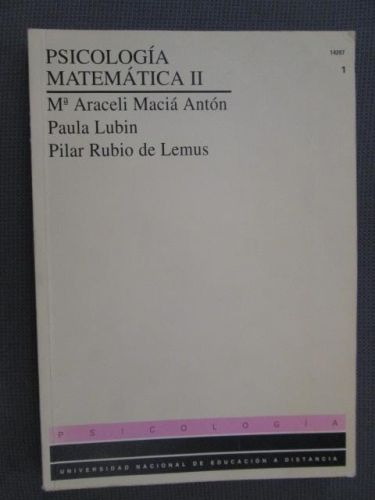 PSICOLOGÍA
MATEMÁTICA II
Mª Araceli Maciá Antón
Paula Lubin
Pilar Rubio de Lemus
14267
1
PSICOLOGÍA
UNIVERSIDAD NACIONAL DE EDUCACIÓN A DISTANCIA